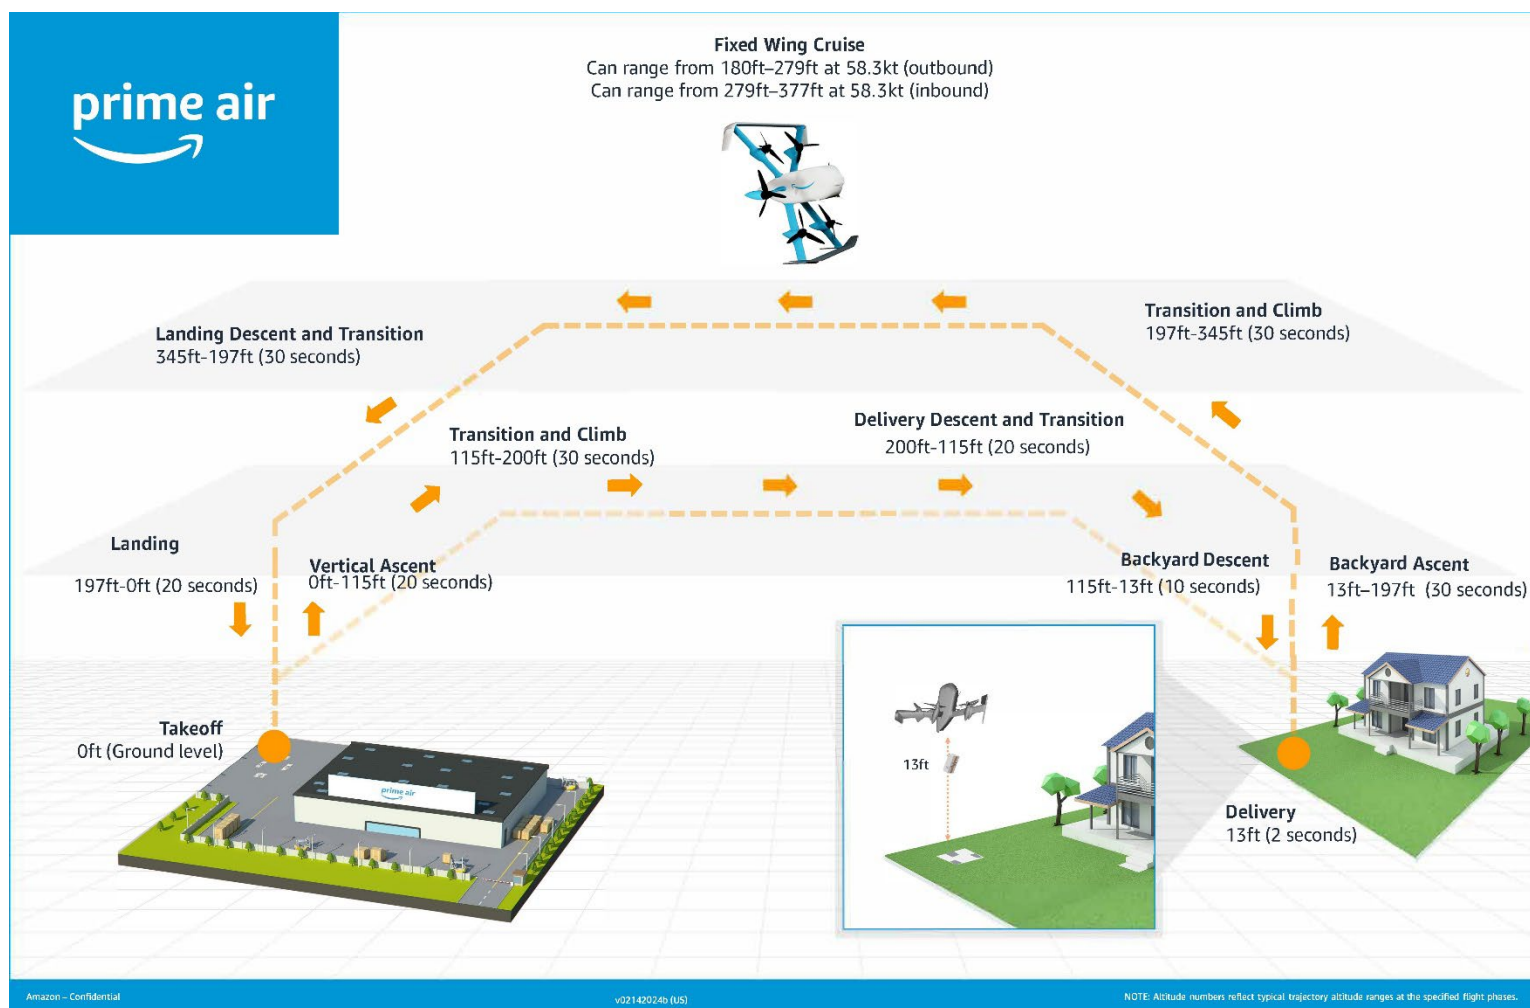 prime air
Fixed Wing Cruise
Can range from 180ft–279ft at 58.3kt (outbound)
Can range from 279ft–377ft at 58.3kt (inbound)
Landing Descent and Transition
345ft-197ft (30 seconds)
Transition and Climb
197ft-345ft (30 seconds)
Transition and Climb
115ft-200ft (30 seconds)
Delivery Descent and Transition
200ft-115ft (20 seconds)
Landing
197ft-0ft (20 seconds)
Vertical Ascent
0ft-115ft (20 seconds)
Backyard Descent
115ft-13ft (10 seconds)
Backyard Ascent
13ft–197ft (30 seconds)
Takeoff
0ft (Ground level)
prime air
13ft
Delivery
13ft (2 seconds)
Amazon – Confidential
v02142024b (US)
NOTE: Altitude numbers reflect typical trajectory altitude ranges at the specified flight phases.